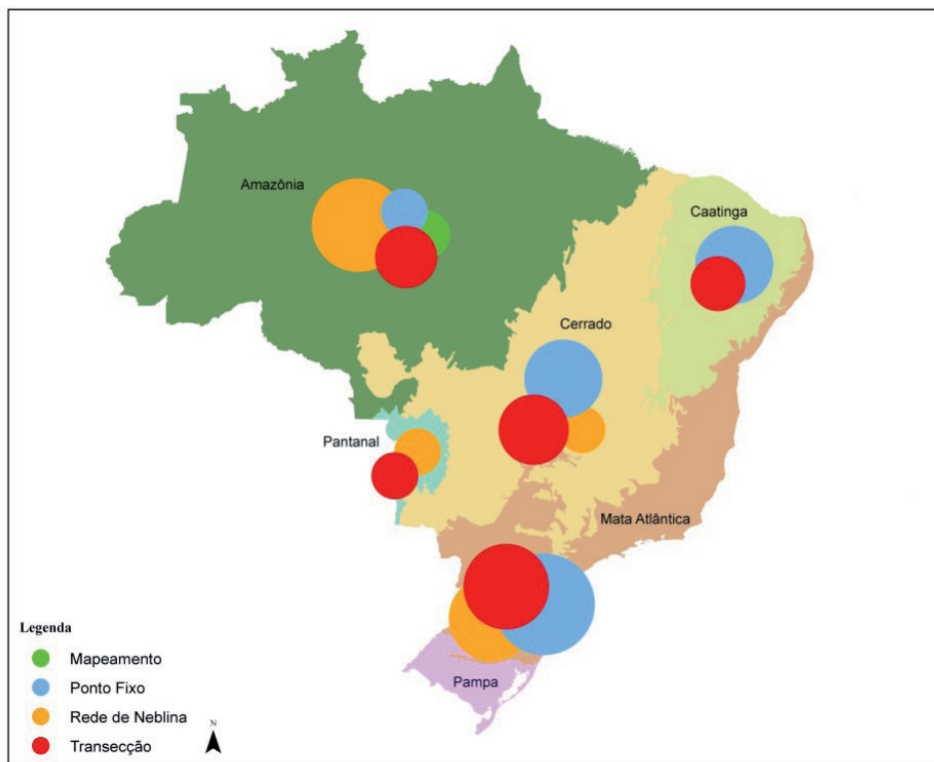 Amazônia
Caatinga
Cerrado
Pantanal
Mata Atlântica
Pampa
Legenda
Mapeamento
Ponto Fixo
Rede de Neblina
Transecção
N